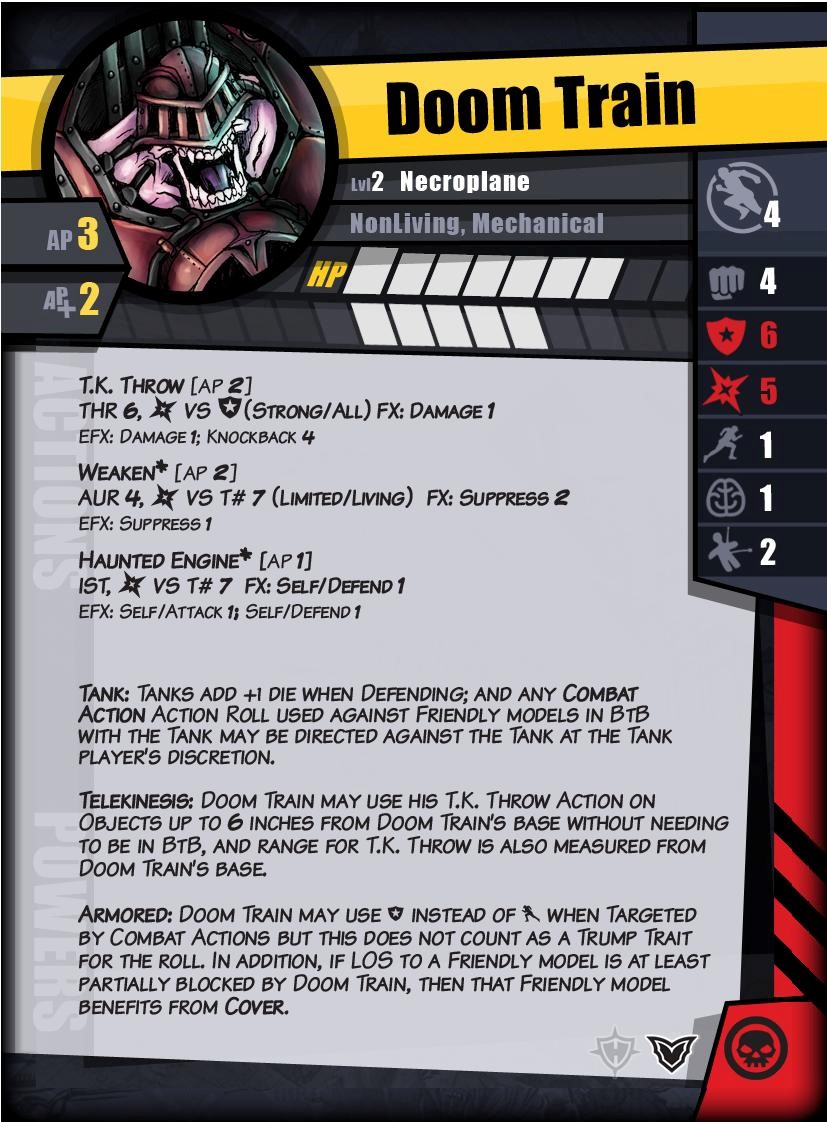 Doom Train
Lvl2 Necroplane
NonLiving, Mechanical
AP 3
AP+ 2
HP
4
4
6
5
1
1
2
ACTIONS
T.K. THROW [AP 2]
THR 6, VS (STRONG/ALL) FX: DAMAGE 1
EFX: DAMAGE 1; KNOCKBACK 4
WEAKEN* [AP 2]
AUR 4, VS T# 7 (LIMITED/LIVING) FX: SUPPRESS 2
EFX: SUPPRESS 1
HAUNTED ENGINE* [AP 1]
IST, VS T# 7 FX: SELF/DEFEND 1
EFX: SELF/ATTACK 1; SELF/DEFEND 1
POWERS
TANK: TANKS ADD +1 DIE WHEN DEFENDING; AND ANY COMBAT
ACTION ACTION ROLL USED AGAINST FRIENDLY MODELS IN BTB
WITH THE TANK MAY BE DIRECTED AGAINST THE TANK AT THE TANK
PLAYER'S DISCRETION.
TELEKINESIS: DOOM TRAIN MAY USE HIS T.K. THROW ACTION ON
OBJECTS UP TO 6 INCHES FROM DOOM TRAIN'S BASE WITHOUT NEEDING
TO BE IN BTB, AND RANGE FOR T.K. THROW IS ALSO MEASURED FROM
DOOM TRAIN'S BASE.
ARMORED: DOOM TRAIN MAY USE INSTEAD OF WHEN TARGETED
BY COMBAT ACTIONS BUT THIS DOES NOT COUNT AS A TRUMP TRAIT
FOR THE ROLL. IN ADDITION, IF LOS TO A FRIENDLY MODEL IS AT LEAST
PARTIALLY BLOCKED BY DOOM TRAIN, THEN THAT FRIENDLY MODEL
BENEFITS FROM COVER.
H